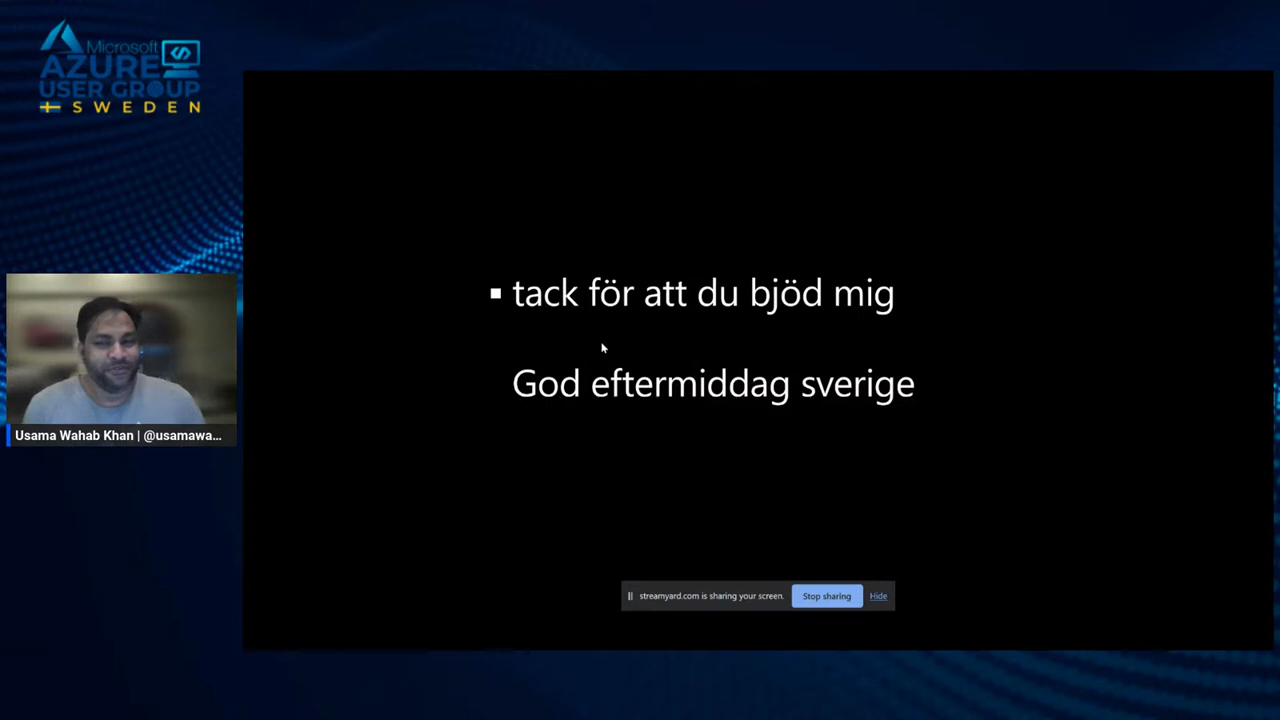 Microsoft
AZURE
USER GROUP
SWEDEN
▪ tack för att du bjöd mig
God eftermiddag sverige
Usama Wahab Khan | @usamawa...
streamyard.com is sharing your screen.
Stop sharing
Hide